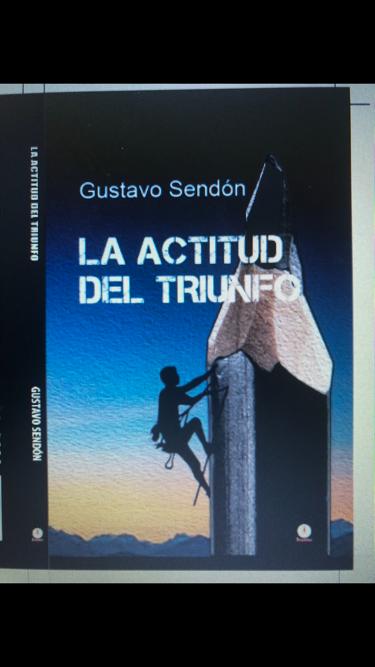 LA ACTITUD DEL TRIUNFO
GUSTAVO SENDÓN
Gustavo Sendón
LA ACTITUD
DEL TRIUNFO